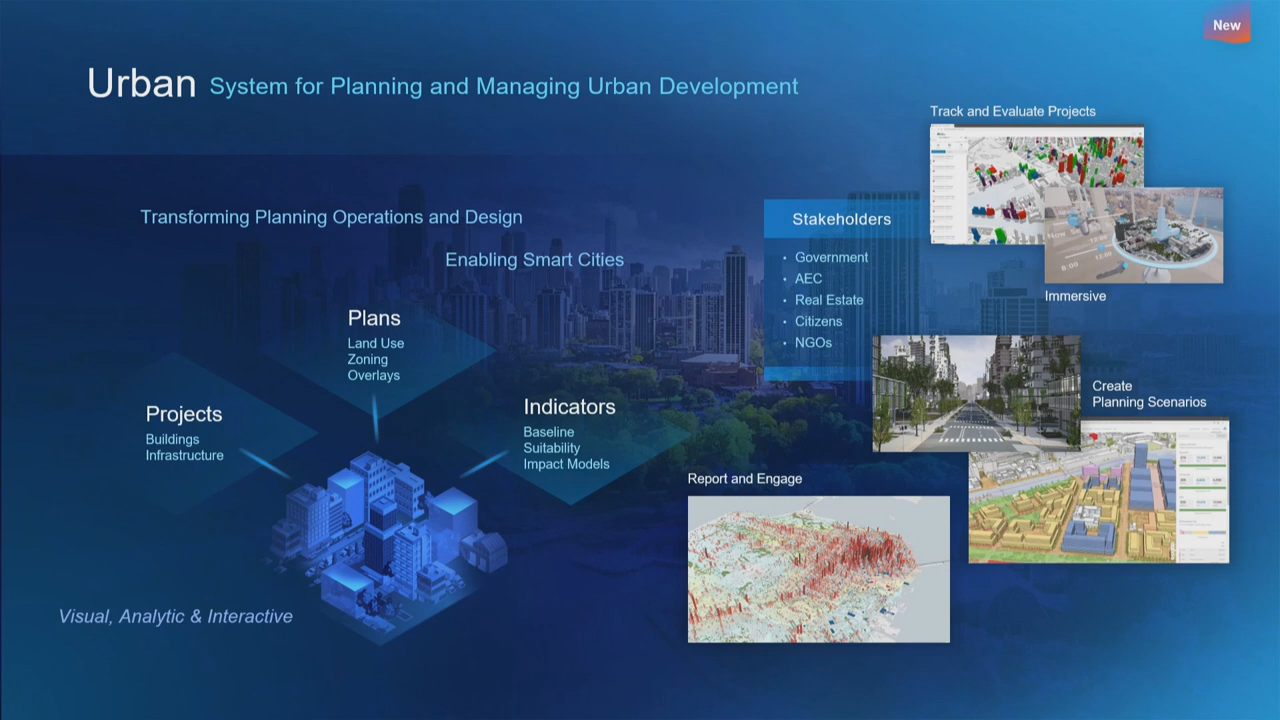 New
Urban System for Planning and Managing Urban Development
Transforming Planning Operations and Design
Enabling Smart Cities
Plans
Land Use
Zoning
Overlays
Projects
Buildings
Infrastructure
Indicators
Baseline
Suitability
Impact Models
Visual, Analytic & Interactive
Stakeholders
• Government
• AEC
• Real Estate
• Citizens
• NGOs
Track and Evaluate Projects
Immersive
Create
Planning Scenarios
Report and Engage